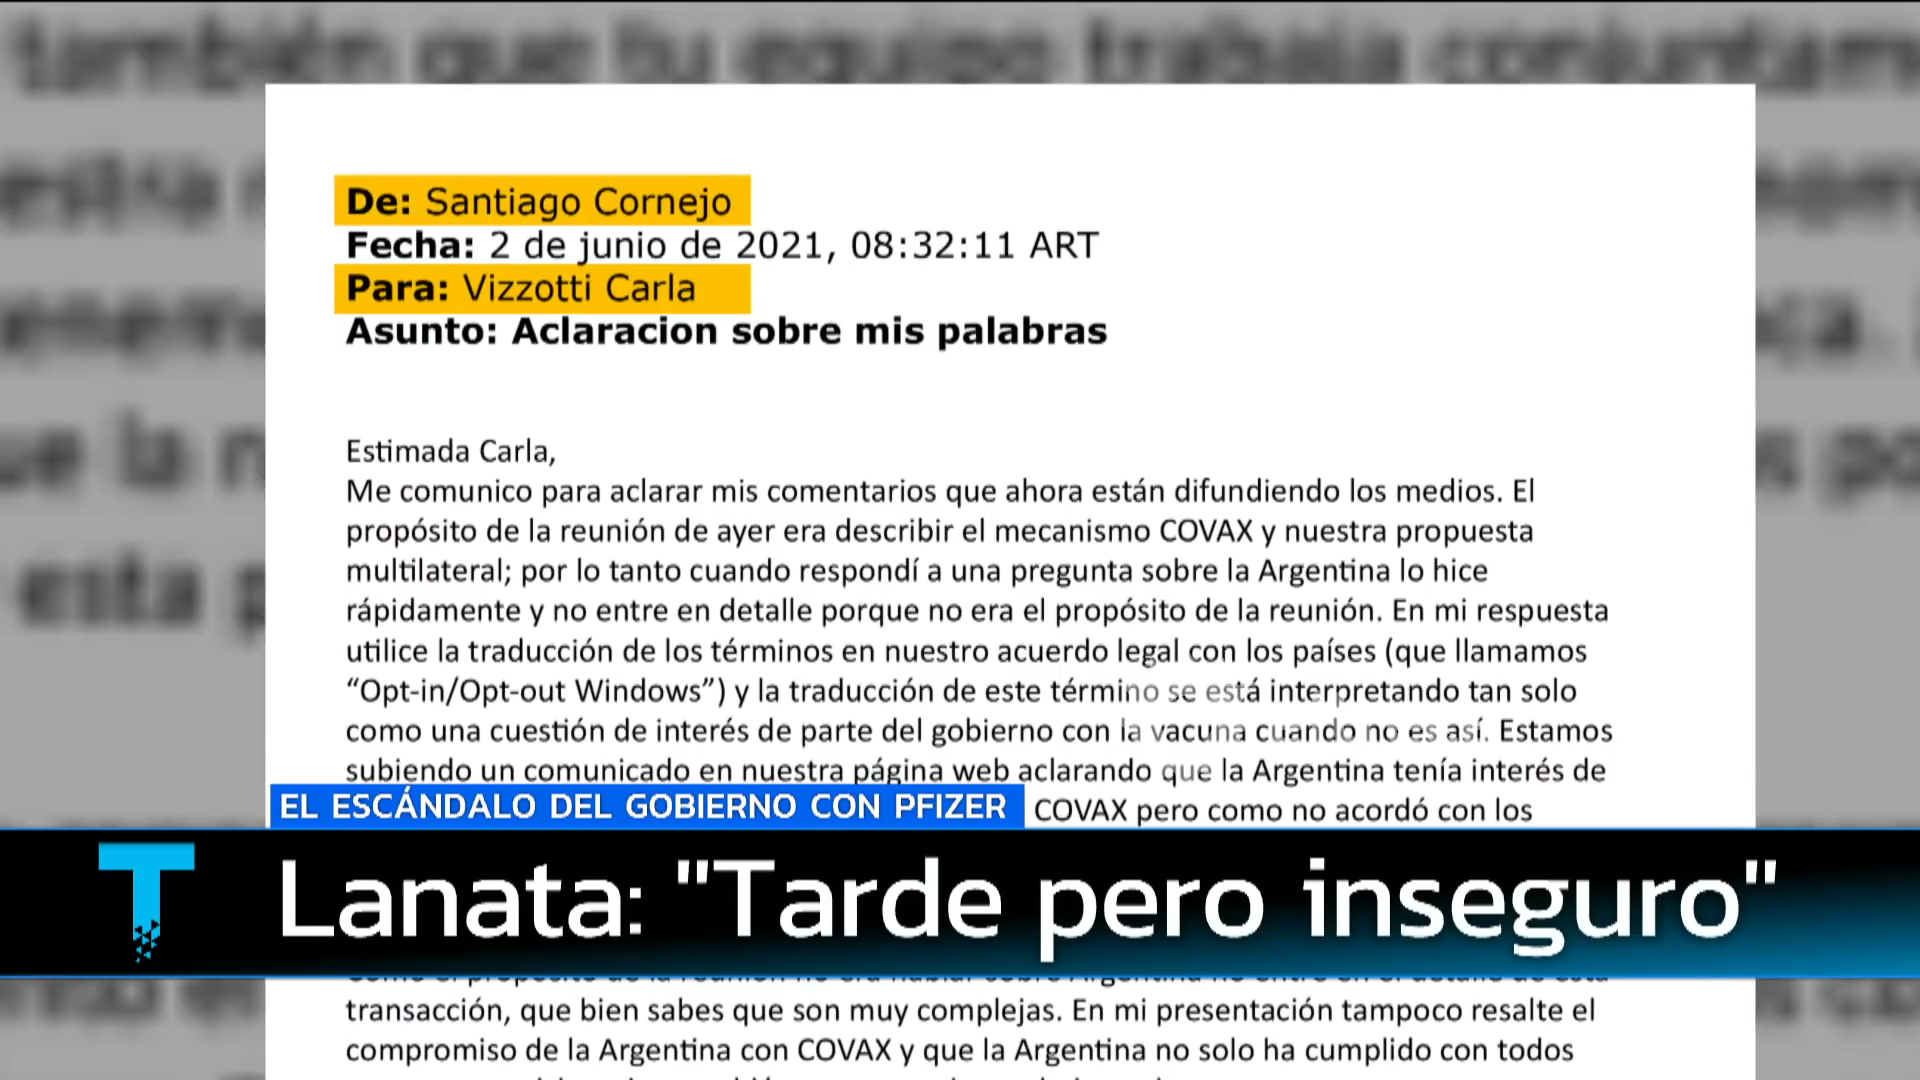 también que tu equipo trabaja conjuntam
De: Santiago Cornejo
Fecha: 2 de junio de 2021, 08:32:11 ART
Para: Vizzotti Carla
Asunto: Aclaracion sobre mis palabras
Estimada Carla,
Me comunico para aclarar mis comentarios que ahora están difundiendo los medios. El
propósito de la reunión de ayer era describir el mecanismo COVAX y nuestra propuesta
multilateral; por lo tanto cuando respondí a una pregunta sobre la Argentina lo hice
rápidamente y no entre en detalle porque no era el propósito de la reunión. En mi respuesta
utilice la traducción de los términos en nuestro acuerdo legal con los países (que llamamos
“Opt-in/Opt-out Windows”) y la traducción de este término se está interpretando tan solo
como una cuestión de interés de parte del gobierno con la vacuna cuando no es así. Estamos
subiendo un comunicado en nuestra página web aclarando que la Argentina tenía interés de
COVAX pero como no acordó con los
EL ESCÁNDALO DEL GOBIERNO CON PFIZER
T Lanata: "Tarde pero inseguro"
transacción, que bien sabes que son muy complejas. En mi presentación tampoco resalte el
compromiso de la Argentina con COVAX y que la Argentina no solo ha cumplido con todos